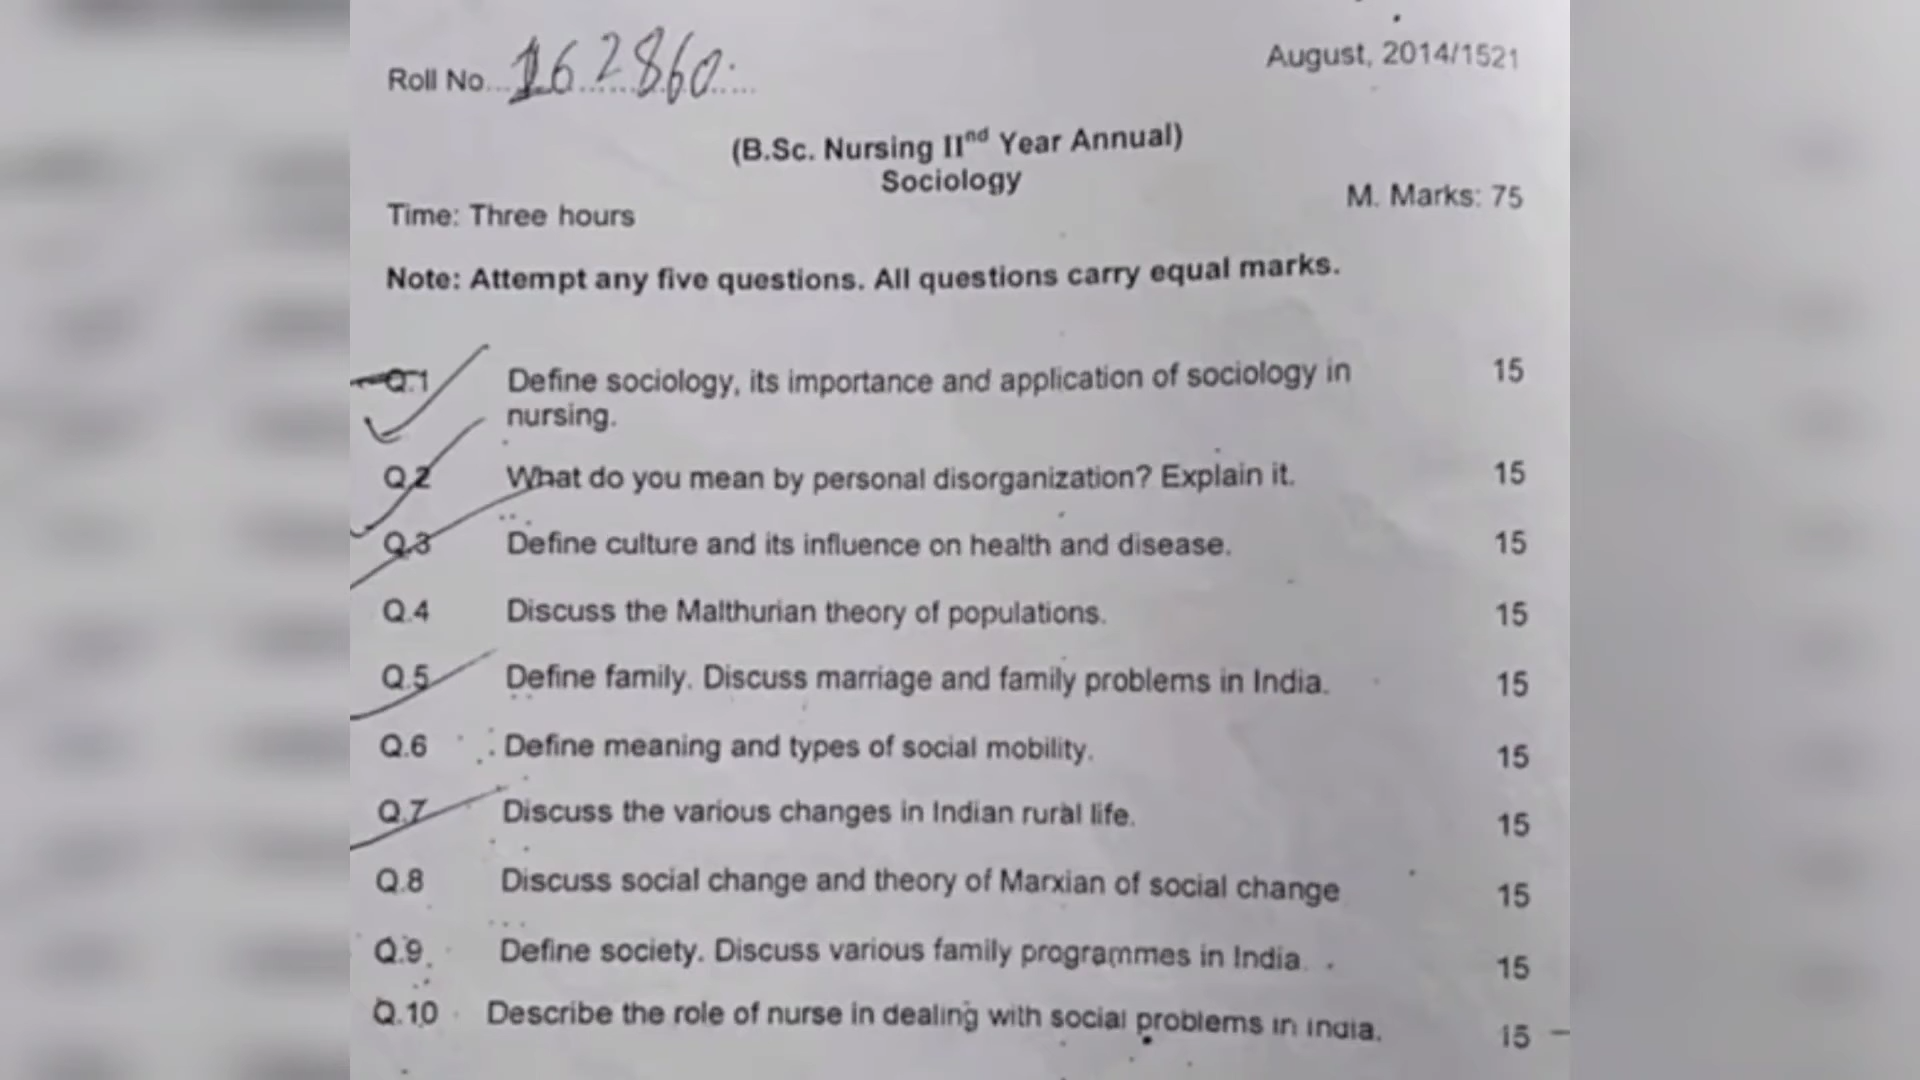 Roll No. 162860
August, 2014/1521
(B.Sc. Nursing IInd Year Annual)
Sociology
M. Marks: 75
Time: Three hours
Note: Attempt any five questions. All questions carry equal marks.
Q.1 Define sociology, its importance and application of sociology in 15
nursing.
Q.2 What do you mean by personal disorganization? Explain it. 15
Q.3 Define culture and its influence on health and disease. 15
Q.4 Discuss the Malthurian theory of populations. 15
Q.5 Define family. Discuss marriage and family problems in India. 15
Q.6 Define meaning and types of social mobility. 15
Q.7 Discuss the various changes in Indian rural life. 15
Q.8 Discuss social change and theory of Marxian of social change 15
Q.9 Define society. Discuss various family programmes in India. 15
Q.10 Describe the role of nurse in dealing with social problems in India. 15